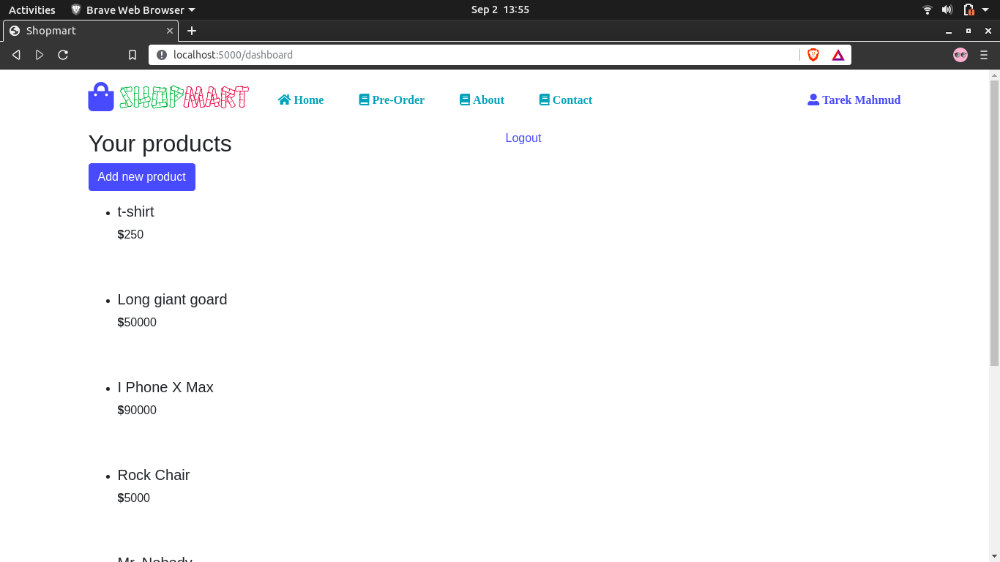 Activities Brave Web Browser Sep 2 13:55
Shopmart
localhost:5000/dashboard
SHOPMART Home Pre-Order About Contact Tarek Mahmud
Your products Logout
Add new product
t-shirt
$250
Long giant goard
$50000
I Phone X Max
$90000
Rock Chair
$5000
Mr. Nobody